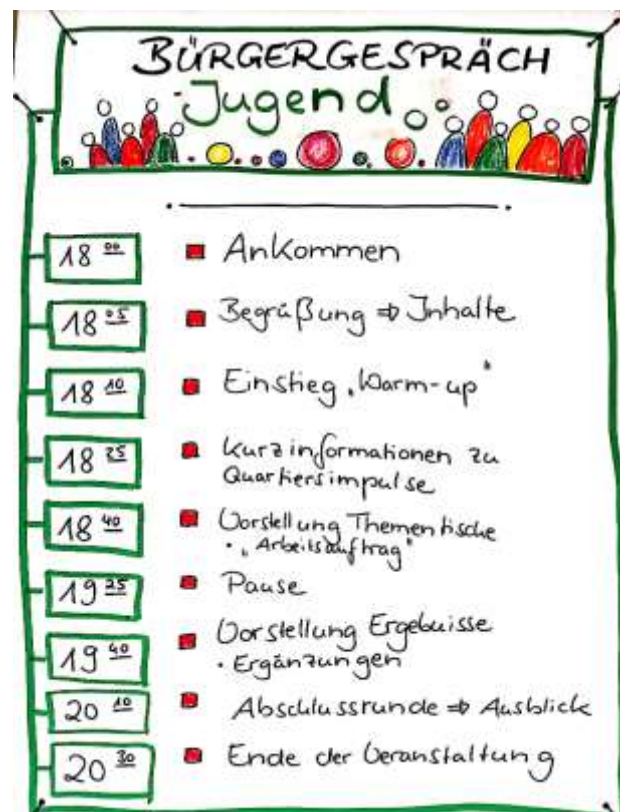 BÜRGERGESPRÄCH
Jugend
18 00 Ankommen
18 05 Begrüßung ⇒ Inhalte
18 10 Einstieg „Warm-up"
18 25 Kurzinformationen zu
Quartiersimpulse
18 40 Vorstellung Thementische
• „Arbeitsauftrag"
19 25 Pause
19 40 Vorstellung Ergebnisse
• Ergänzungen
20 10 Abschlussrunde ⇒ Ausblick
20 30 Ende der Veranstaltung